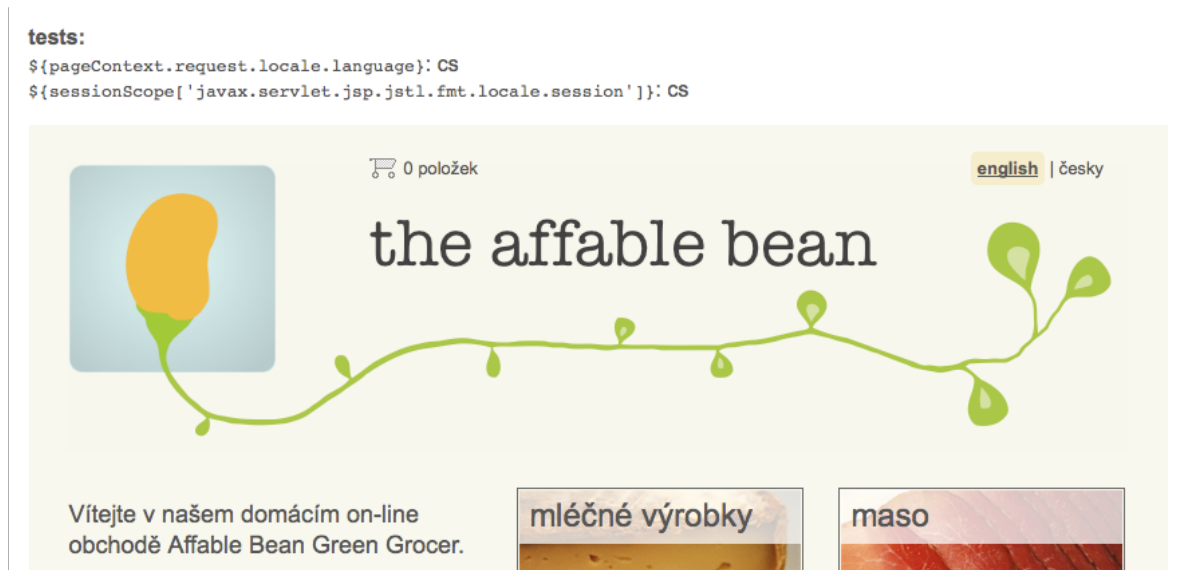 tests:
${pageContext.request.locale.language}: cs
${sessionScope['javax.servlet.jsp.jstl.fmt.locale.session']}: cs
0 položek
english | česky
the affable bean
Vítejte v našem domácím on-line
obchodě Affable Bean Green Grocer.
mléčné výrobky
maso